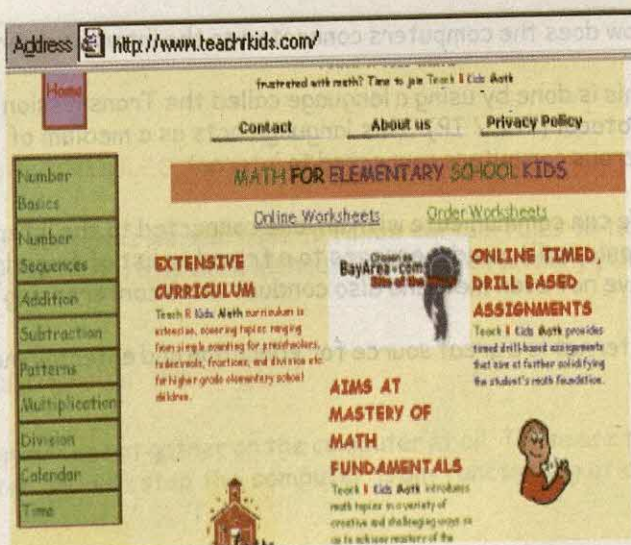 Address http://www.teachrkids.com/
Home
frustrated with math? Time to join Teach R Kids Math
Contact About us Privacy Policy
MATH FOR ELEMENTARY SCHOOL KIDS
Online Worksheets Order Worksheets
Number
Basics
Number
Sequences
Addition
Subtraction
Patterns
Multiplication
Division
Calendar
Time
EXTENSIVE
CURRICULUM
Teach R Kids Math curriculum is
extensive, covering topics ranging
from simple counting for preschoolers,
to decimals, fractions, and division etc.
for higher grade elementary school
children.
Chosen as
BayArea.com
Site of the
AIMS AT
MASTERY OF
MATH
FUNDAMENTALS
Teach R Kids Math introduces
math topics in a variety of
creative and challenging ways so
as to achieve mastery of the
ONLINE TIMED,
DRILL BASED
ASSIGNMENTS
Teach R Kids Math provides
timed drill-based assignments
that aim at further solidifying
the student's math foundation.